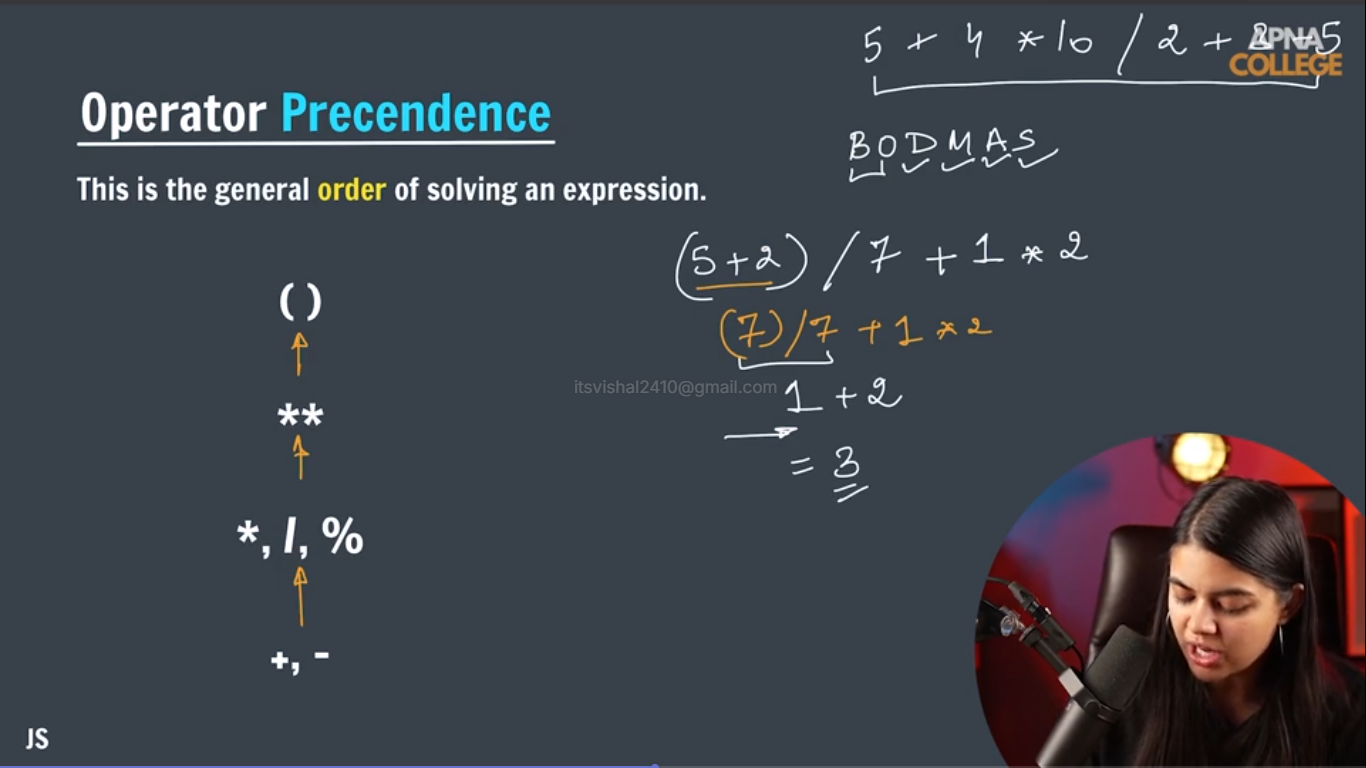 5 + 4 * 10 / 2 + 5
APNA
COLLEGE
Operator Precendence
BODMAS
This is the general order of solving an expression.
(5+2) / 7 + 1 * 2
( )
(7) / 7 + 1 * 2
itsvishal2410@gmail.com
1 + 2
**
= 3
*, /, %
+, -
JS